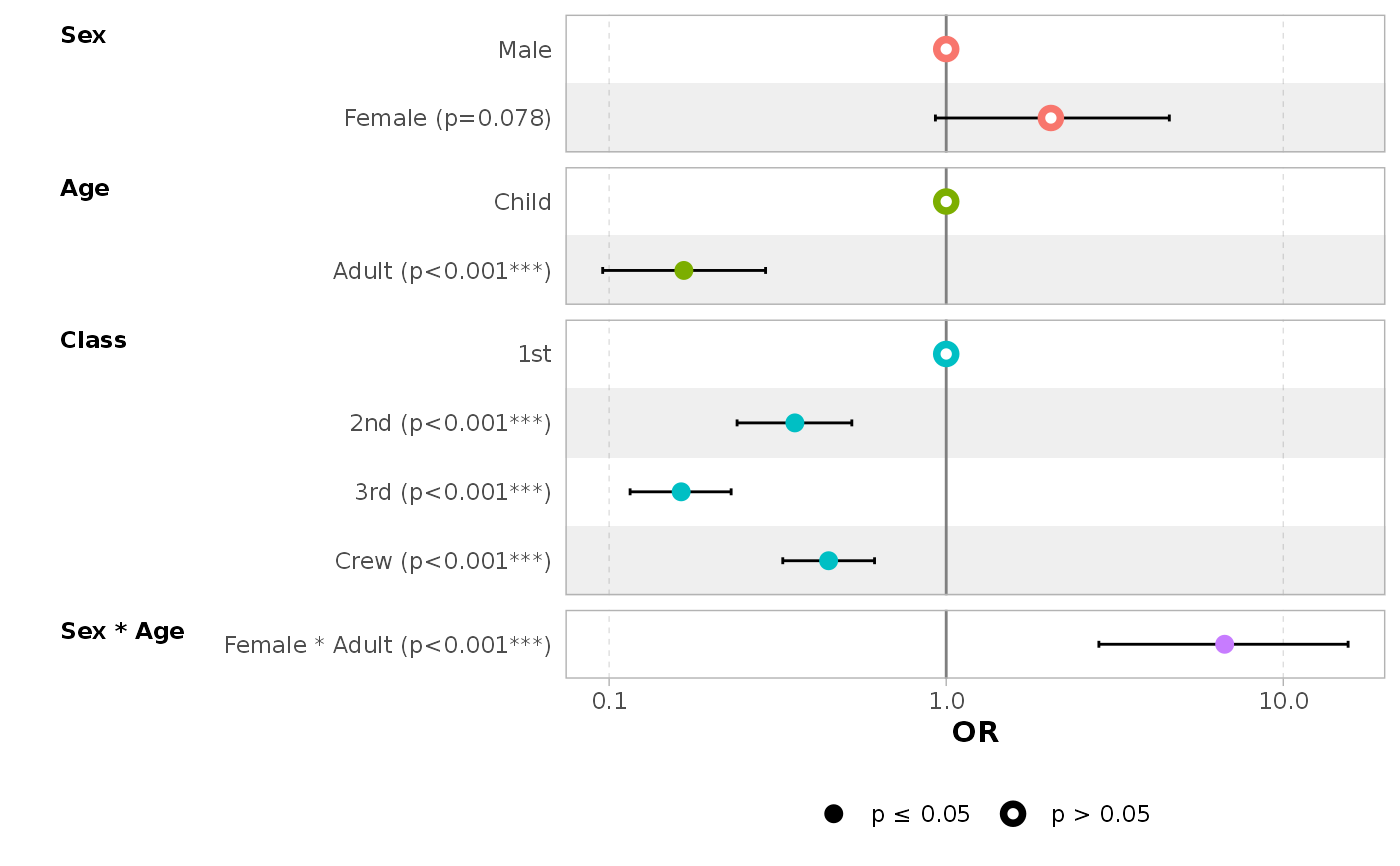 Sex
Male
Female (p=0.078)
Age
Child
Adult (p<0.001***)
Class
1st
2nd (p<0.001***)
3rd (p<0.001***)
Crew (p<0.001***)
Sex * Age
Female * Adult (p<0.001***)
0.1 1.0 10.0
OR
p ≤ 0.05 p > 0.05